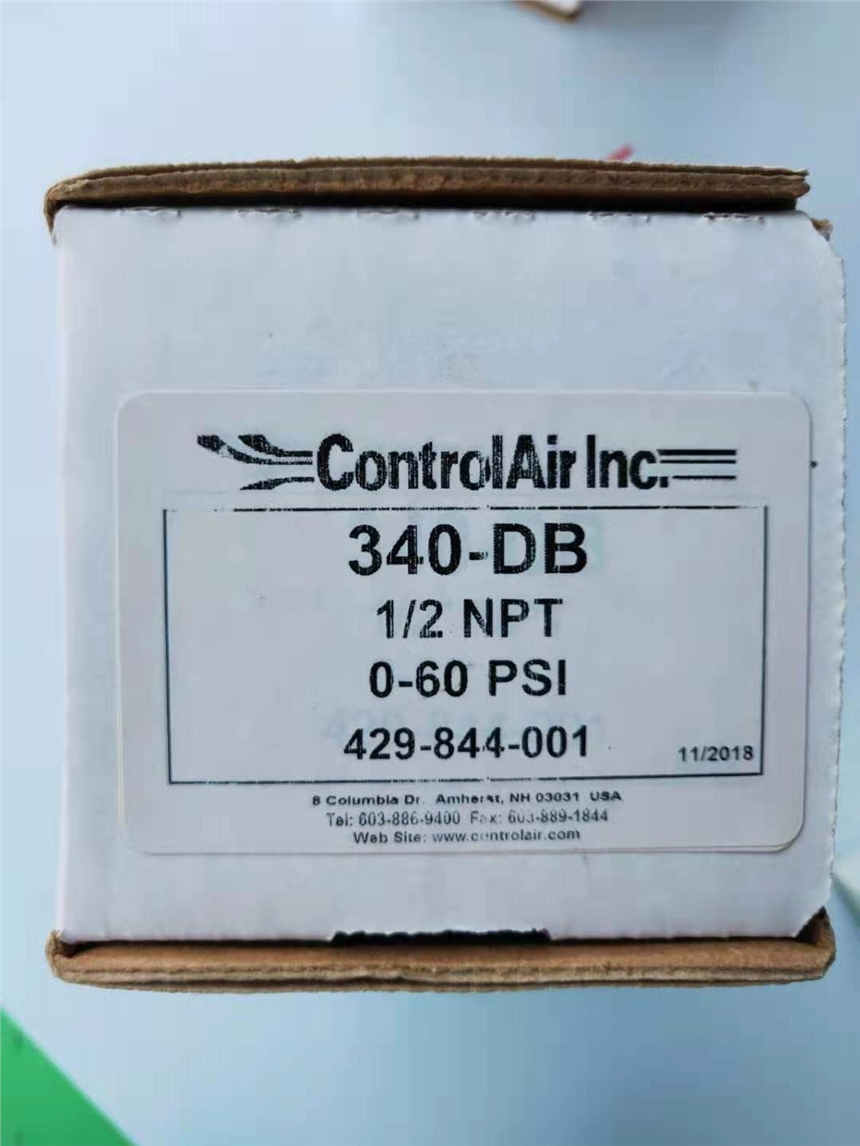 ControlAir Inc.
340-DB
1/2 NPT
0-60 PSI
429-844-001
11/2018
8 Columbia Dr. Amherst, NH 03031 USA
Tel: 603-886-9400 Fax: 603-889-1844
Web Site: www.controlair.com